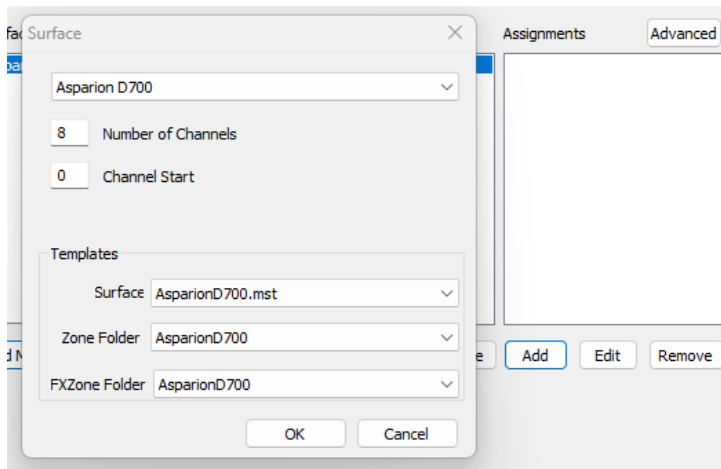 Surface
Assignments
Advanced
Asparion D700
8 Number of Channels
0 Channel Start
Templates
Surface AsparionD700.mst
Zone Folder AsparionD700
FXZone Folder AsparionD700
Add
Edit
Remove
OK
Cancel